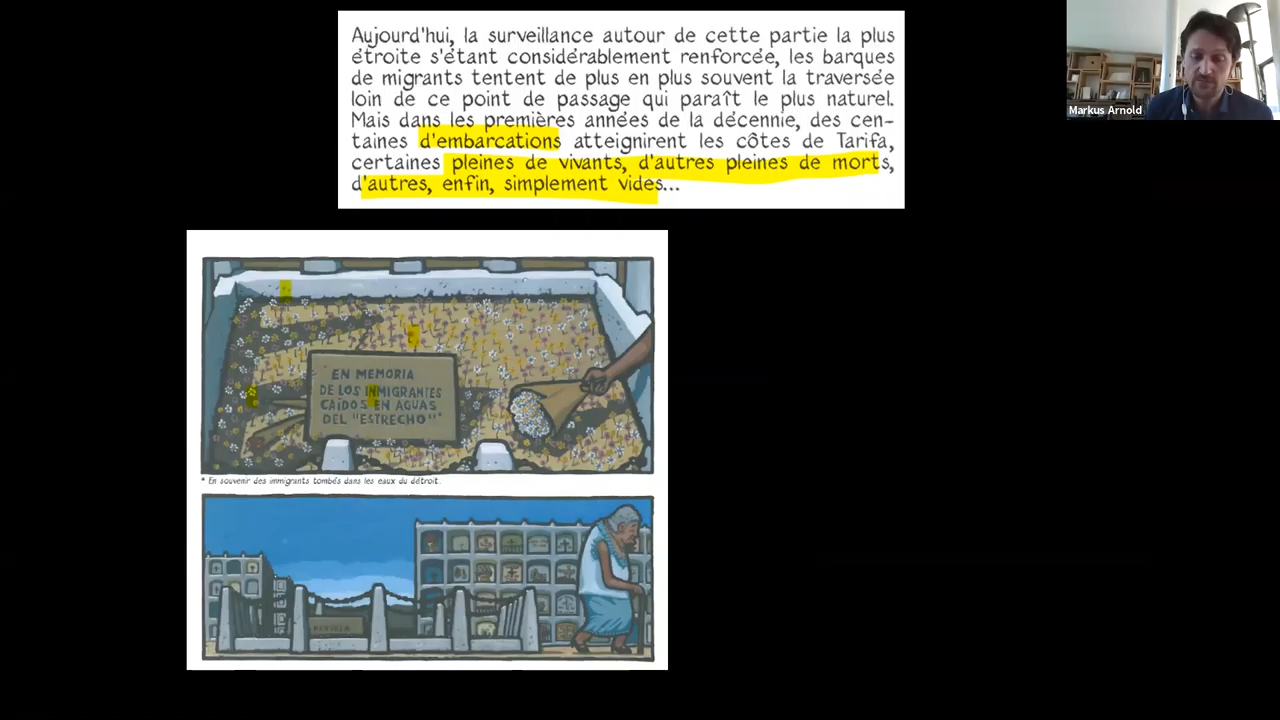 Aujourd'hui, la surveillance autour de cette partie la plus
étroite s'étant considérablement renforcée, les barques
de migrants tentent de plus en plus souvent la traversée
loin de ce point de passage qui paraît le plus naturel.
Mais dans les premières années de la décennie, des cen-
taines d'embarcations atteignirent les côtes de Tarifa,
certaines pleines de vivants, d'autres pleines de morts,
d'autres, enfin, simplement vides...
Markus Arnold
EN MEMORIA
DE LOS INMIGRANTES
CAÍDOS EN AGUAS
DEL "ESTRECHO"*
* En souvenir des immigrants tombés dans les eaux du détroit.